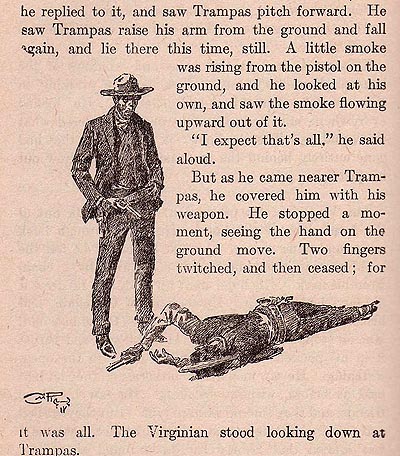 he replied to it, and saw Trampas pitch forward. He
saw Trampas raise his arm from the ground and fall
again, and lie there this time, still. A little smoke
was rising from the pistol on the
ground, and he looked at his
own, and saw the smoke flowing
upward out of it.
"I expect that's all," he said
aloud.
But as he came nearer Tram-
pas, he covered him with his
weapon. He stopped a mo-
ment, seeing the hand on the
ground move. Two fingers
twitched, and then ceased; for
it was all. The Virginian stood looking down at
Trampas.